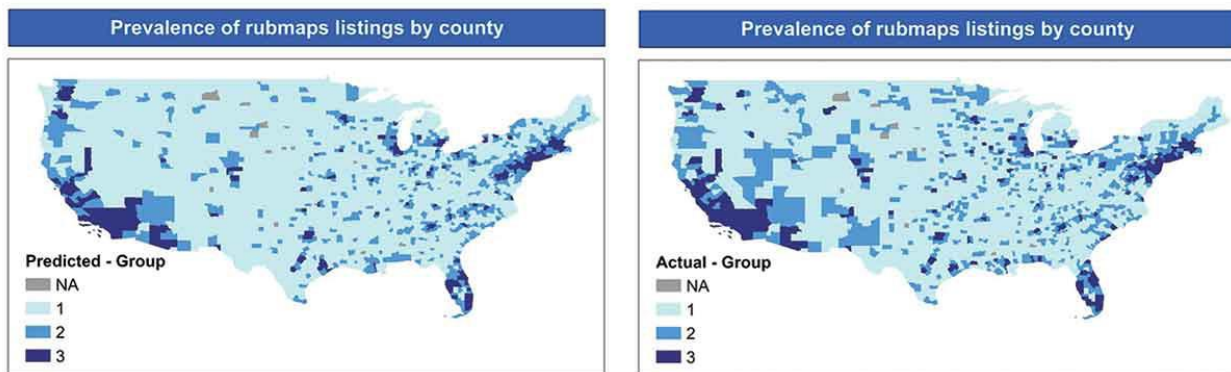 Prevalence of rubmaps listings by county
Predicted - Group
NA
1
2
3
Prevalence of rubmaps listings by county
Actual - Group
NA
1
2
3